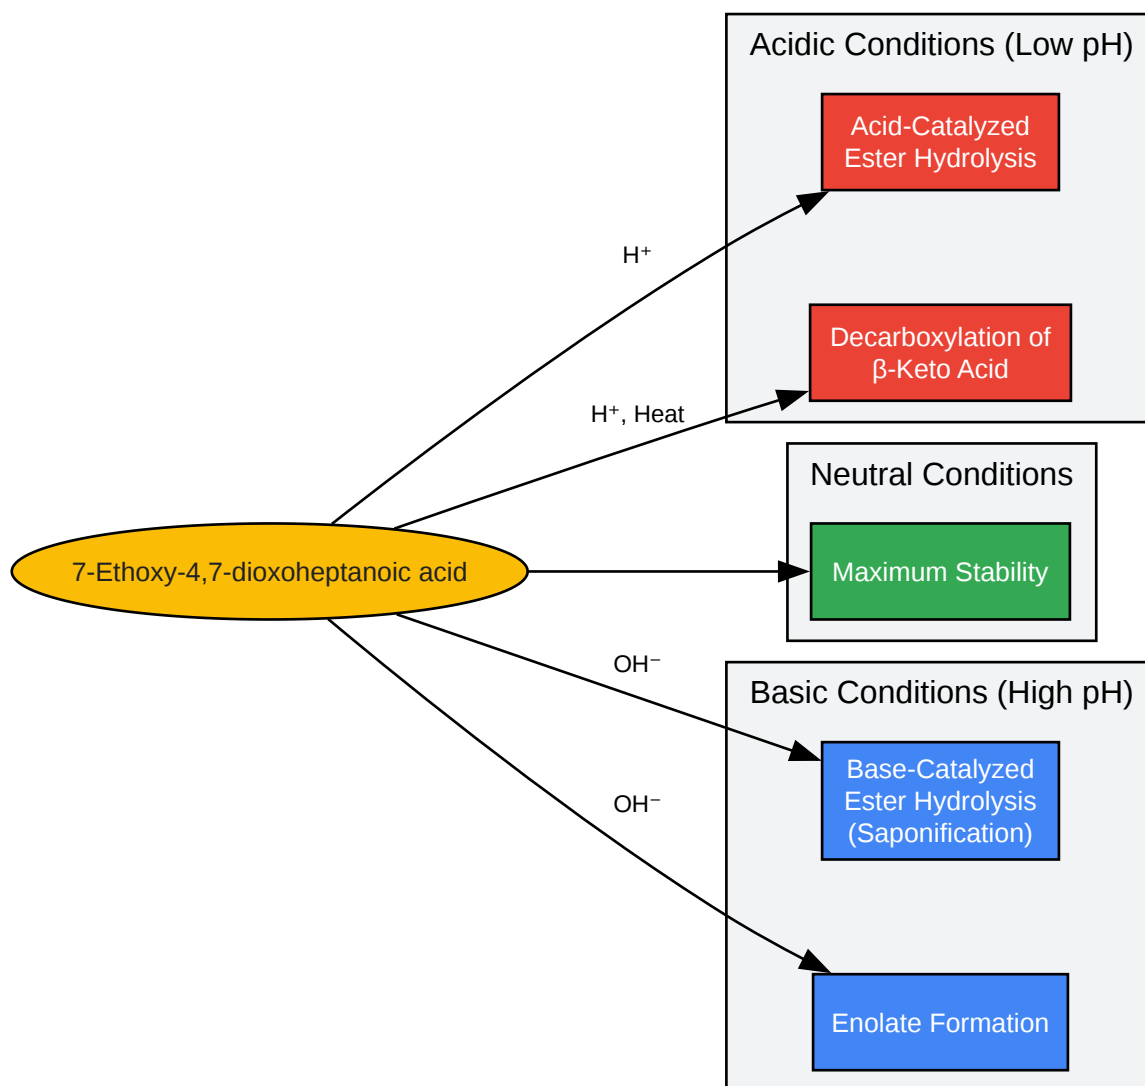 Acidic Conditions (Low pH)
Acid-Catalyzed
Ester Hydrolysis
H⁺
Decarboxylation of
β-Keto Acid
H⁺, Heat
Neutral Conditions
7-Ethoxy-4,7-dioxoheptanoic acid
Maximum Stability
OH⁻
Basic Conditions (High pH)
Base-Catalyzed
Ester Hydrolysis
(Saponification)
OH⁻
Enolate Formation